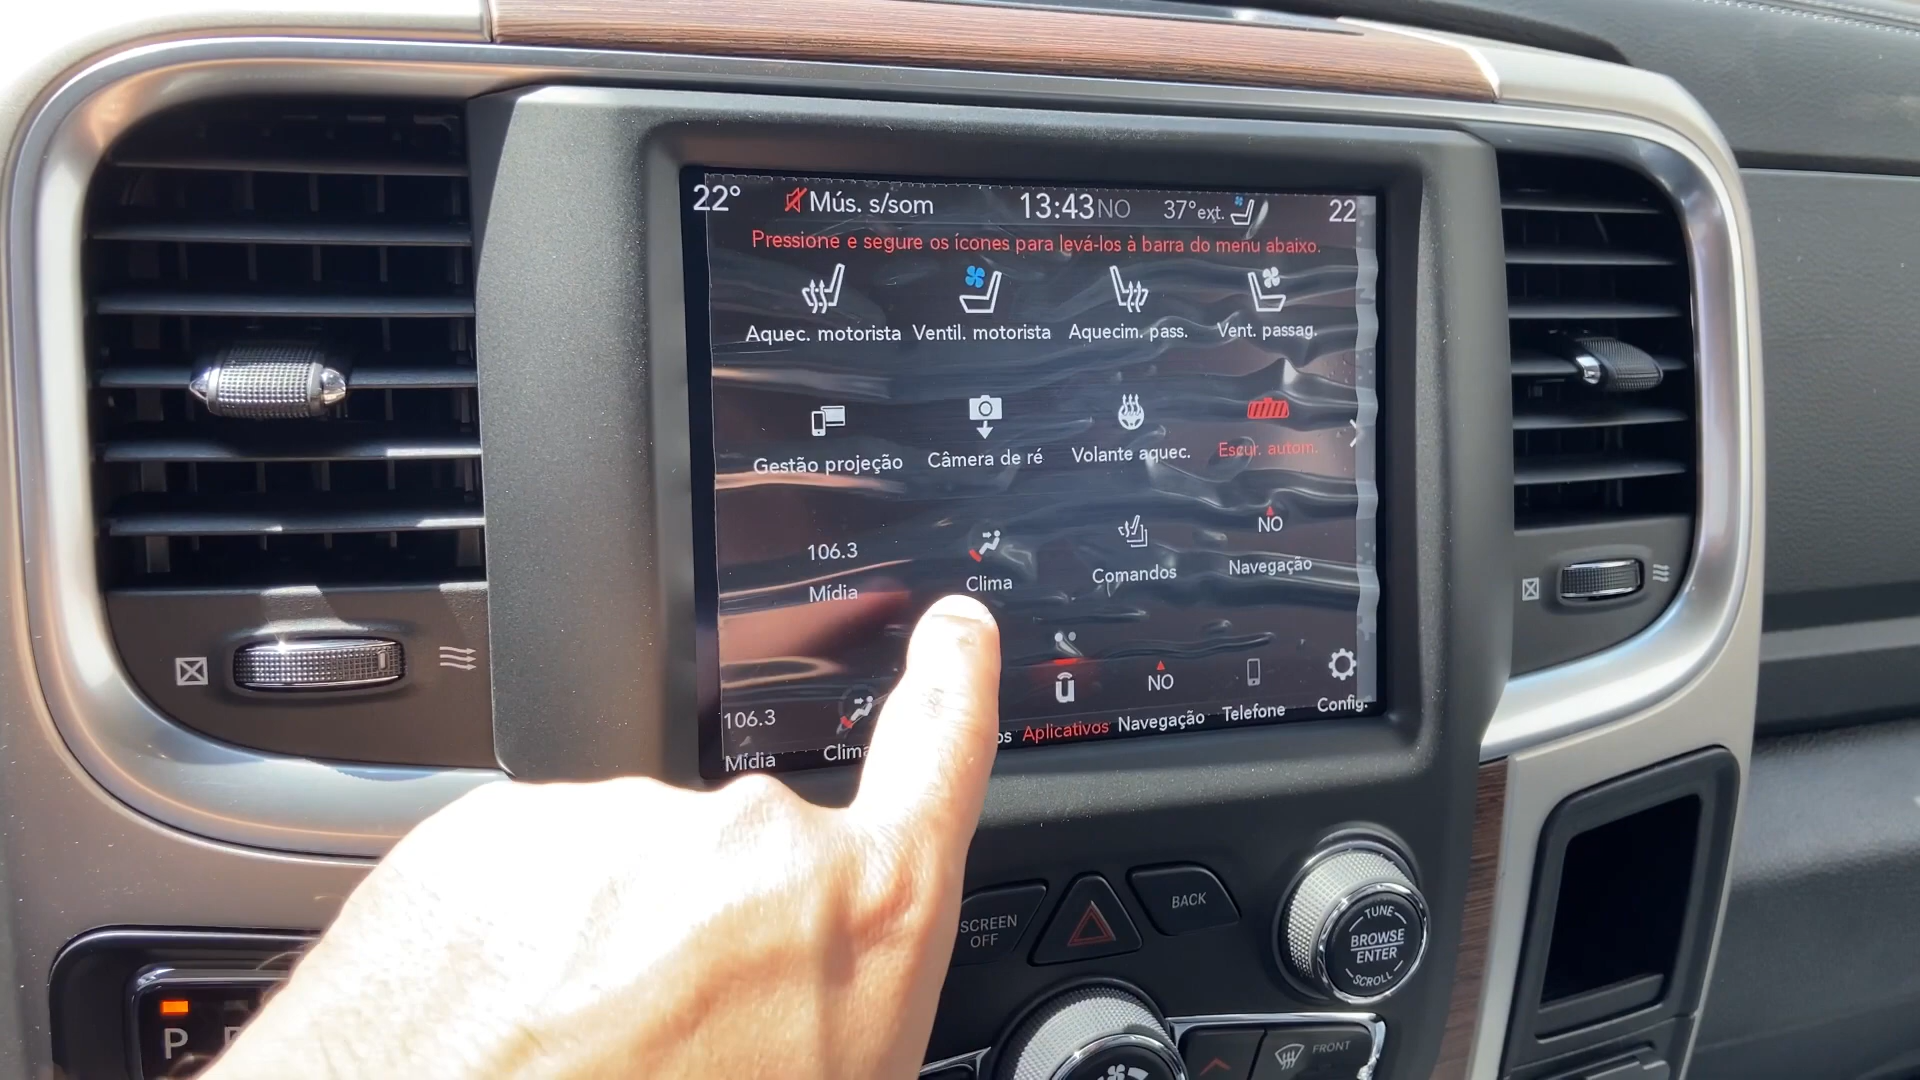 22° Mús. s/som 13:43 NO 37°ext. 22
Pressione e segure os ícones para levá-los à barra do menu abaixo.
Aquec. motorista Ventil. motorista Aquecim. pass. Vent. passag.
Gestão projeção Câmera de ré Volante aquec. Escur. autom.
106.3 NO
Mídia Clima Comandos Navegação
106.3 NO
Mídia Clima os Aplicativos Navegação Telefone Config.
SCREEN OFF
BACK
TUNE
BROWSE
ENTER
SCROLL
P
FRONT